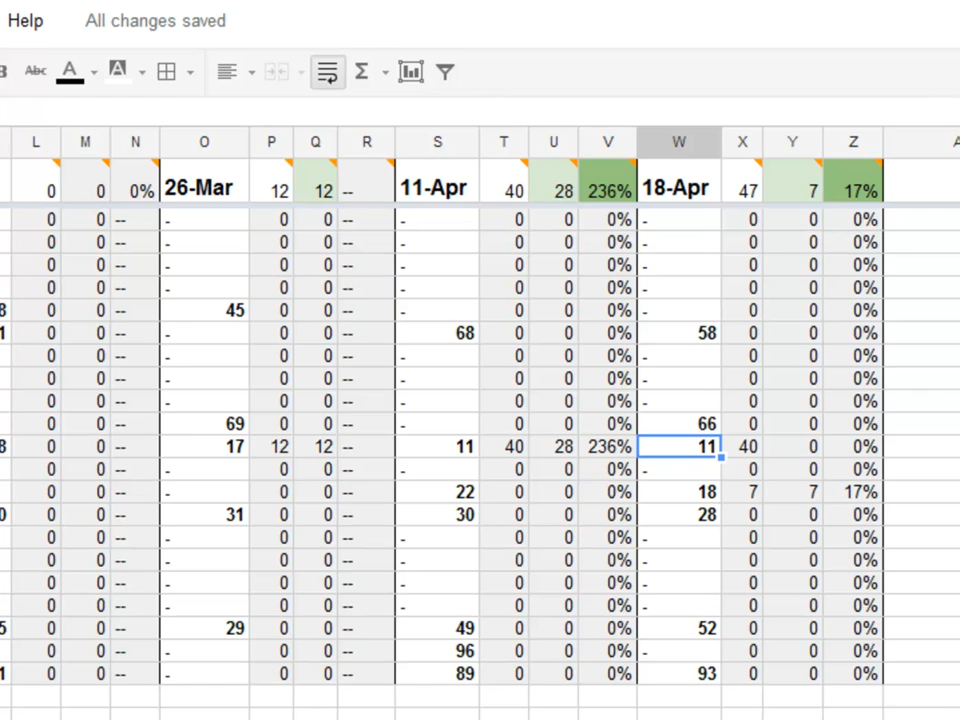 Help All changes saved
B Abc A A Σ
L M N O P Q R S T U V W X Y Z A
0 0 0% 26-Mar 12 12 -- 11-Apr 40 28 236% 18-Apr 47 7 17%
0 0 -- - 0 0 -- - 0 0 0% - 0 0 0%
0 0 -- - 0 0 -- - 0 0 0% - 0 0 0%
0 0 -- - 0 0 -- - 0 0 0% - 0 0 0%
0 0 -- - 0 0 -- - 0 0 0% - 0 0 0%
8 0 0 -- 45 0 0 -- - 0 0 0% - 0 0 0%
1 0 0 -- - 0 0 -- 68 0 0 0% 58 0 0 0%
0 0 -- - 0 0 -- - 0 0 0% - 0 0 0%
0 0 -- - 0 0 -- - 0 0 0% - 0 0 0%
0 0 -- - 0 0 -- - 0 0 0% - 0 0 0%
0 0 -- 69 0 0 -- - 0 0 0% 66 0 0 0%
8 0 0 -- 17 12 12 -- 11 40 28 236% 11 40 0 0%
0 0 -- - 0 0 -- - 0 0 0% - 0 0 0%
0 0 -- - 0 0 -- 22 0 0 0% 18 7 7 17%
0 0 0 -- 31 0 0 -- 30 0 0 0% 28 0 0 0%
0 0 -- - 0 0 -- - 0 0 0% - 0 0 0%
0 0 -- - 0 0 -- - 0 0 0% - 0 0 0%
0 0 -- - 0 0 -- - 0 0 0% - 0 0 0%
0 0 -- - 0 0 -- - 0 0 0% - 0 0 0%
5 0 0 -- 29 0 0 -- 49 0 0 0% 52 0 0 0%
0 0 -- - 0 0 -- 96 0 0 0% - 0 0 0%
1 0 0 -- - 0 0 -- 89 0 0 0% 93 0 0 0%